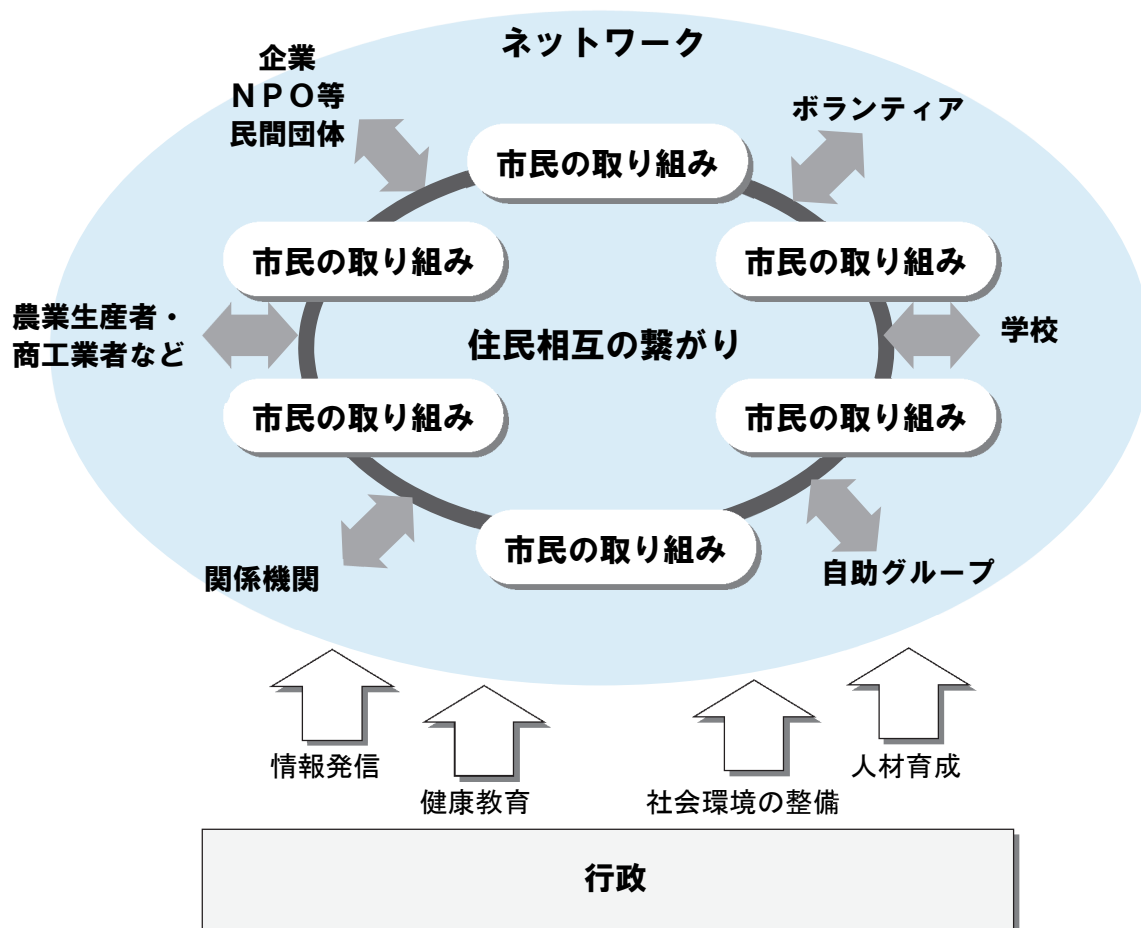 ネットワーク
企業
ＮＰＯ等
民間団体
ボランティア
市民の取り組み
市民の取り組み
市民の取り組み
農業生産者・
商工業者など
住民相互の繋がり
学校
市民の取り組み
市民の取り組み
市民の取り組み
関係機関
自助グループ
情報発信
健康教育
社会環境の整備
人材育成
行政